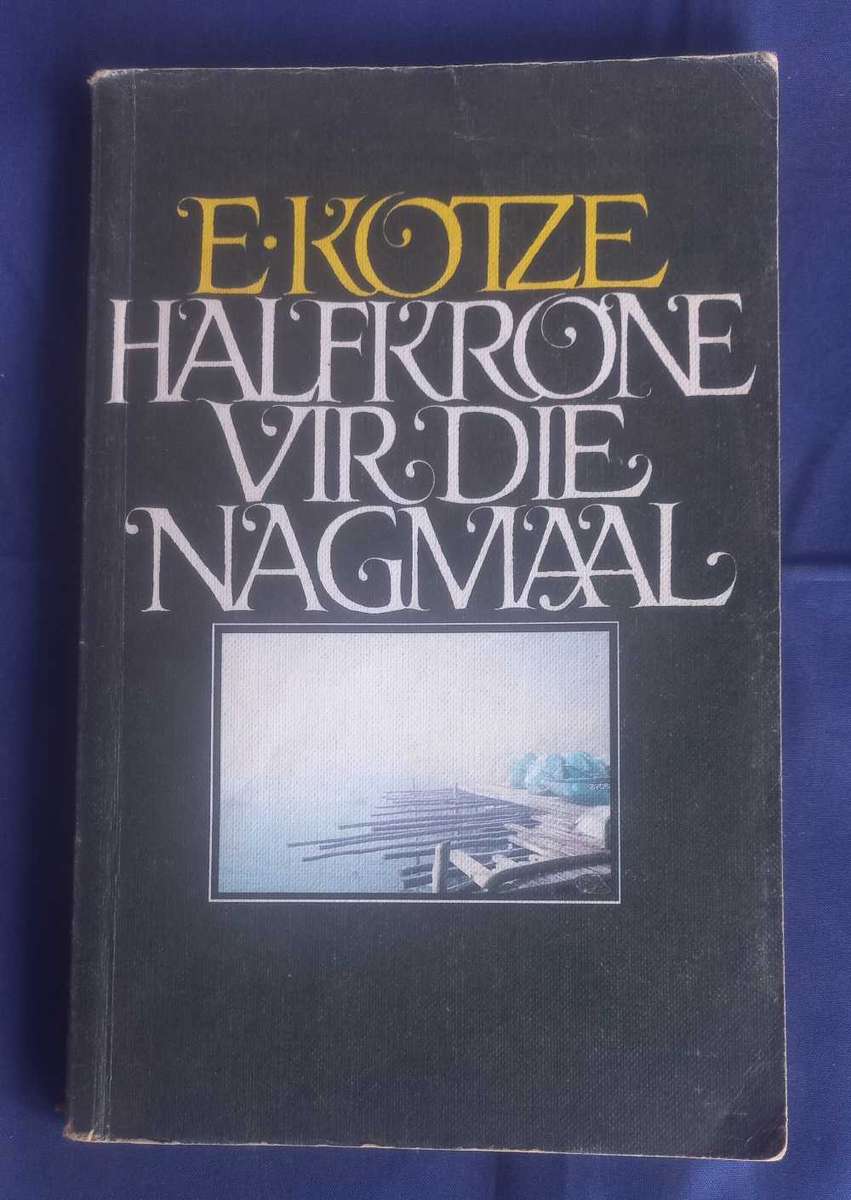 E·KOTZE
HALFKRONE
VIR DIE
NAGMAAL